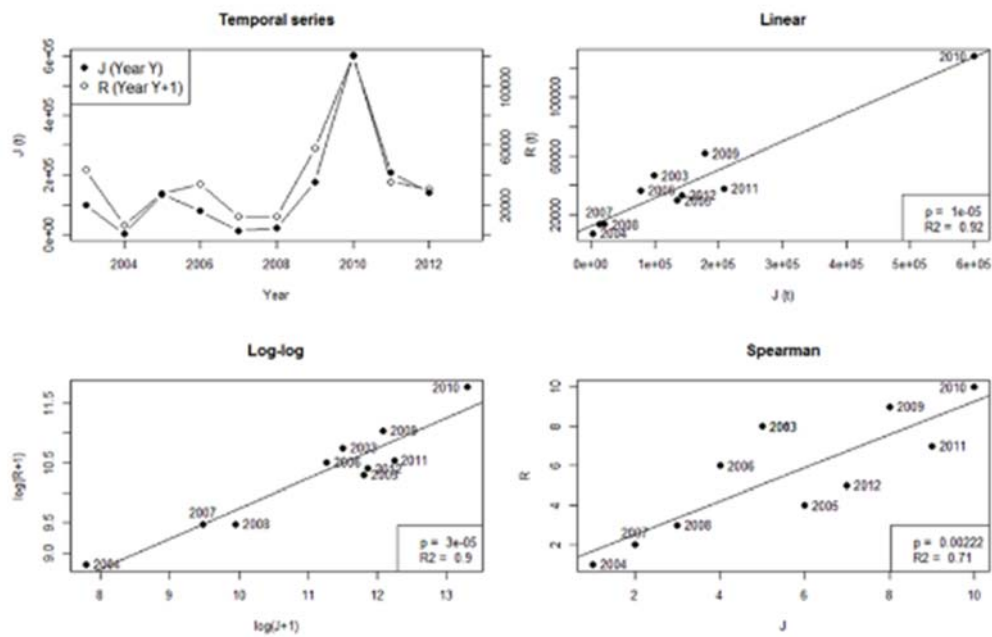 Temporal series
J (Year Y)
R (Year Y+1)
J (t)
0e+00 2e+05 4e+05 6e+05
20000 60000 100000
2004 2006 2008 2010 2012
Year
Linear
R (t)
20000 60000 100000
2010
2009
2003
2006
2012
2011
2007
2008
2004
p = 1e-05
R2 = 0.92
0e+00 1e+05 2e+05 3e+05 4e+05 5e+05 6e+05
J (t)
Log-log
log(R+1)
9.0 9.5 10.5 11.5
2010
2009
2003
2006
2011
2012
2005
2007
2008
2004
p = 3e-05
R2 = 0.9
8 9 10 11 12 13
log(J+1)
Spearman
R
2 4 6 8 10
2010
2009
2003
2011
2006
2012
2005
2008
2007
2004
p = 0.00222
R2 = 0.71
2 4 6 8 10
J